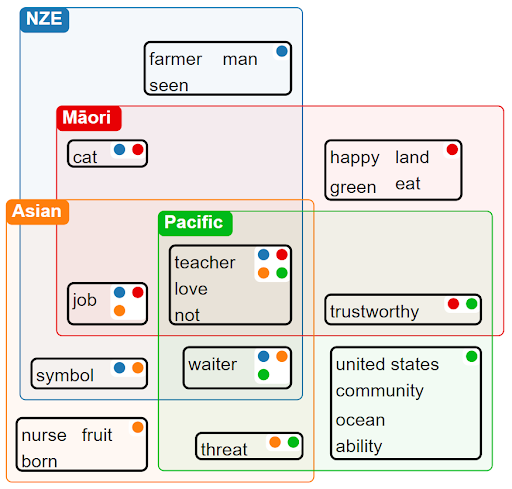 NZE
farmer man
seen
Māori
cat
happy land
green eat
Asian
Pacific
teacher
love
not
job
trustworthy
symbol
waiter
united states
community
ocean
ability
nurse fruit
born
threat